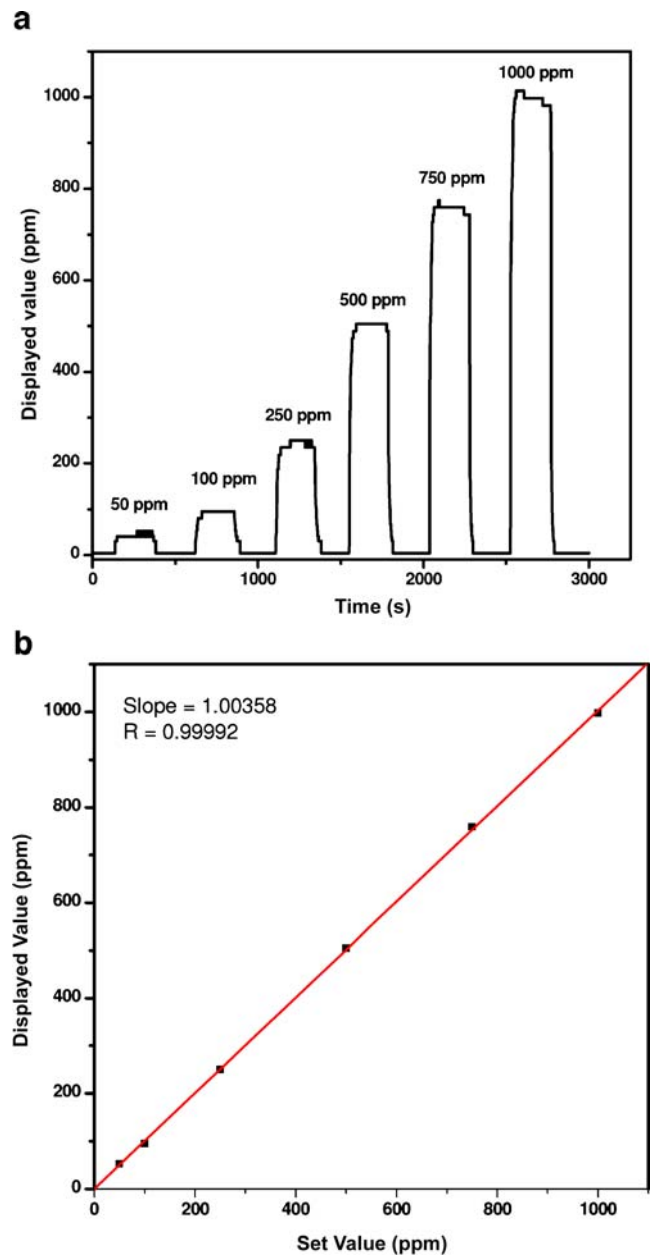 a
1000 ppm
1000
750 ppm
800
500 ppm
600
400
250 ppm
200
100 ppm
50 ppm
0
0
1000
2000
3000
Displayed value (ppm)
Time (s)
b
Slope = 1.00358
R = 0.99992
1000
800
600
400
200
0
0
200
400
600
800
1000
Displayed Value (ppm)
Set Value (ppm)